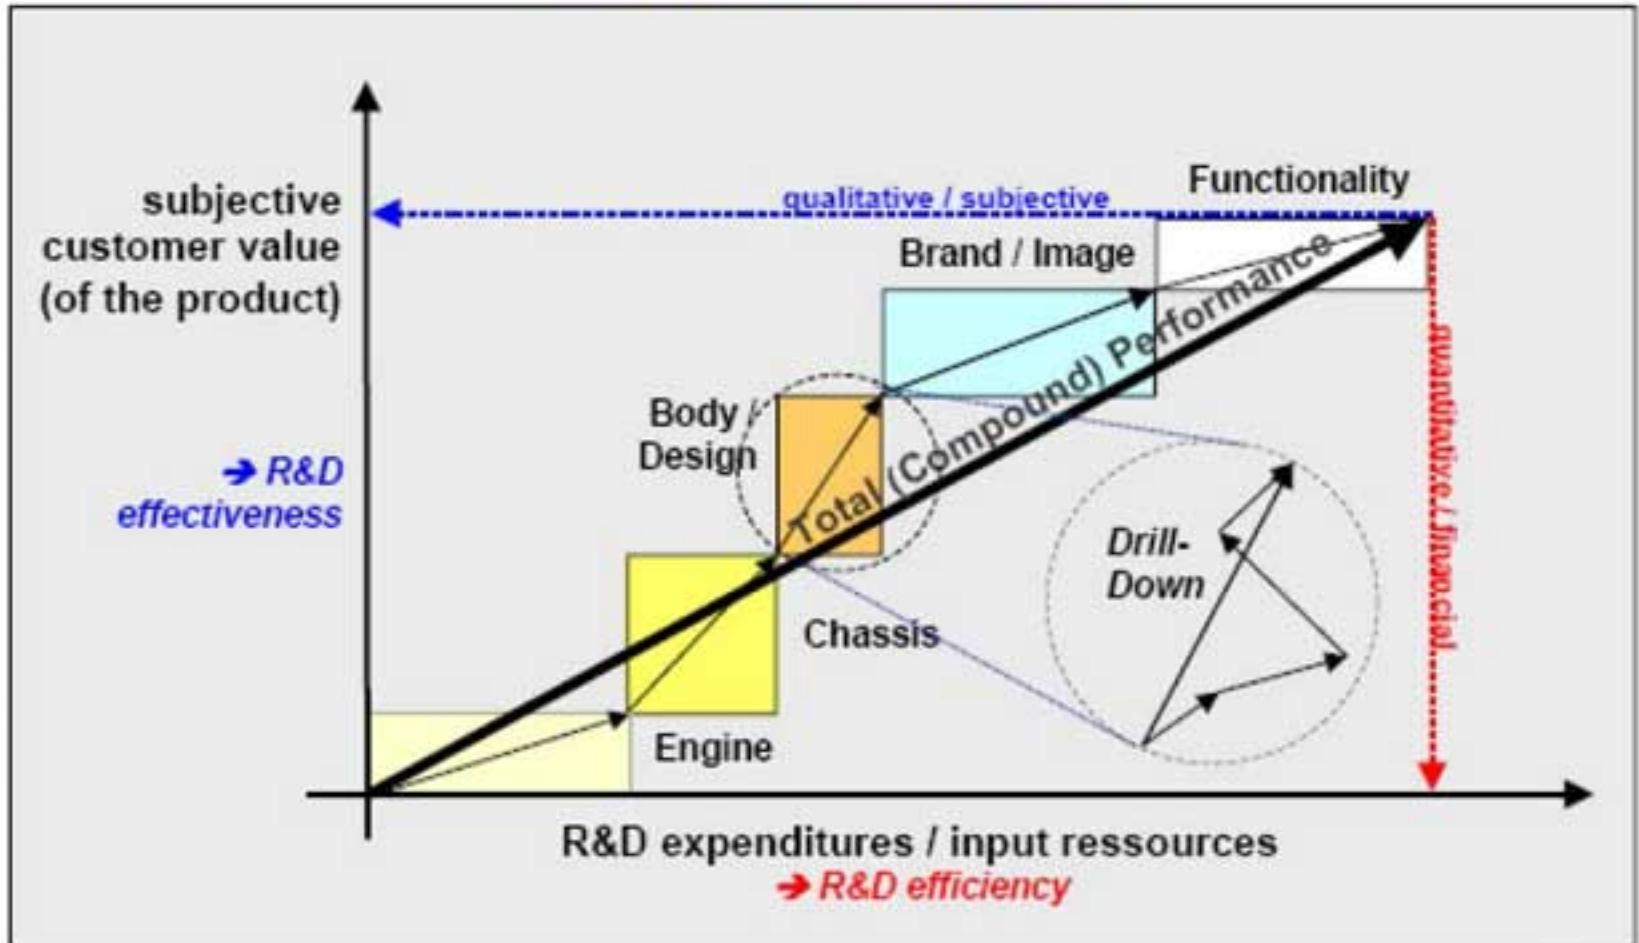 Functionality
qualitative / subjective
subjective
customer value
(of the product)
Brand / Image
Total (Compound) Performance
quantitative / financial
Body /
Design
➔ R&D
effectiveness
Drill-
Down
Chassis
Engine
R&D expenditures / input ressources
➔ R&D efficiency